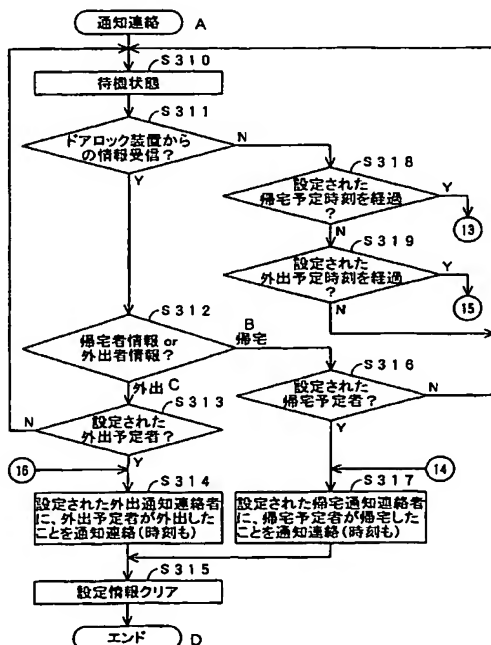 通知連絡 A
S310
待機状態
S311
ドアロック装置から
の情報受信?
N
Y
S318
設定された
帰宅予定時刻を経過
?
Y
13
N
S319
設定された
外出予定時刻を経過
?
Y
15
N
S312
帰宅者情報 or
外出者情報?
B
帰宅
外出 C
S316
設定された
帰宅予定者?
N
Y
S313
設定された
外出予定者?
N
Y
16
14
S314
設定された外出通知連絡者
に、外出予定者が外出した
ことを通知連絡(時刻も)
S317
設定された帰宅通知連絡者
に、帰宅予定者が帰宅した
ことを通知連絡(時刻も)
S315
設定情報クリア
エンド D